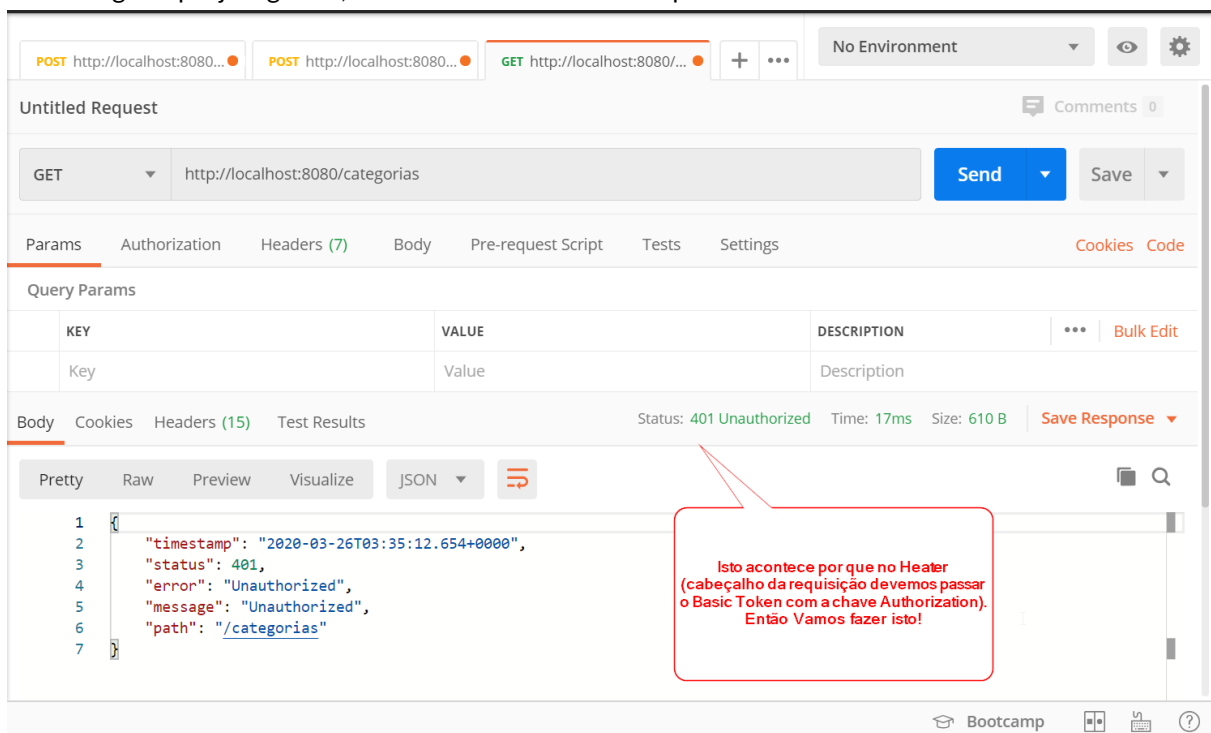 No Environment
POST http://localhost:8080...
POST http://localhost:8080...
GET http://localhost:8080/...
Untitled Request
Comments 0
GET http://localhost:8080/categorias
Send
Save
Params Authorization Headers (7) Body Pre-request Script Tests Settings Cookies Code
Query Params
KEY VALUE DESCRIPTION ••• Bulk Edit
Key Value Description
Body Cookies Headers (15) Test Results Status: 401 Unauthorized Time: 17ms Size: 610 B Save Response
Pretty Raw Preview Visualize JSON
1 {
2 "timestamp": "2020-03-26T03:35:12.654+0000",
3 "status": 401,
4 "error": "Unauthorized",
5 "message": "Unauthorized",
6 "path": "/categorias"
7 }
Isto acontece por que no Heater
(cabeçalho da requisição devemos passar
o Basic Token com a chave Authorization).
Então Vamos fazer isto!
Bootcamp